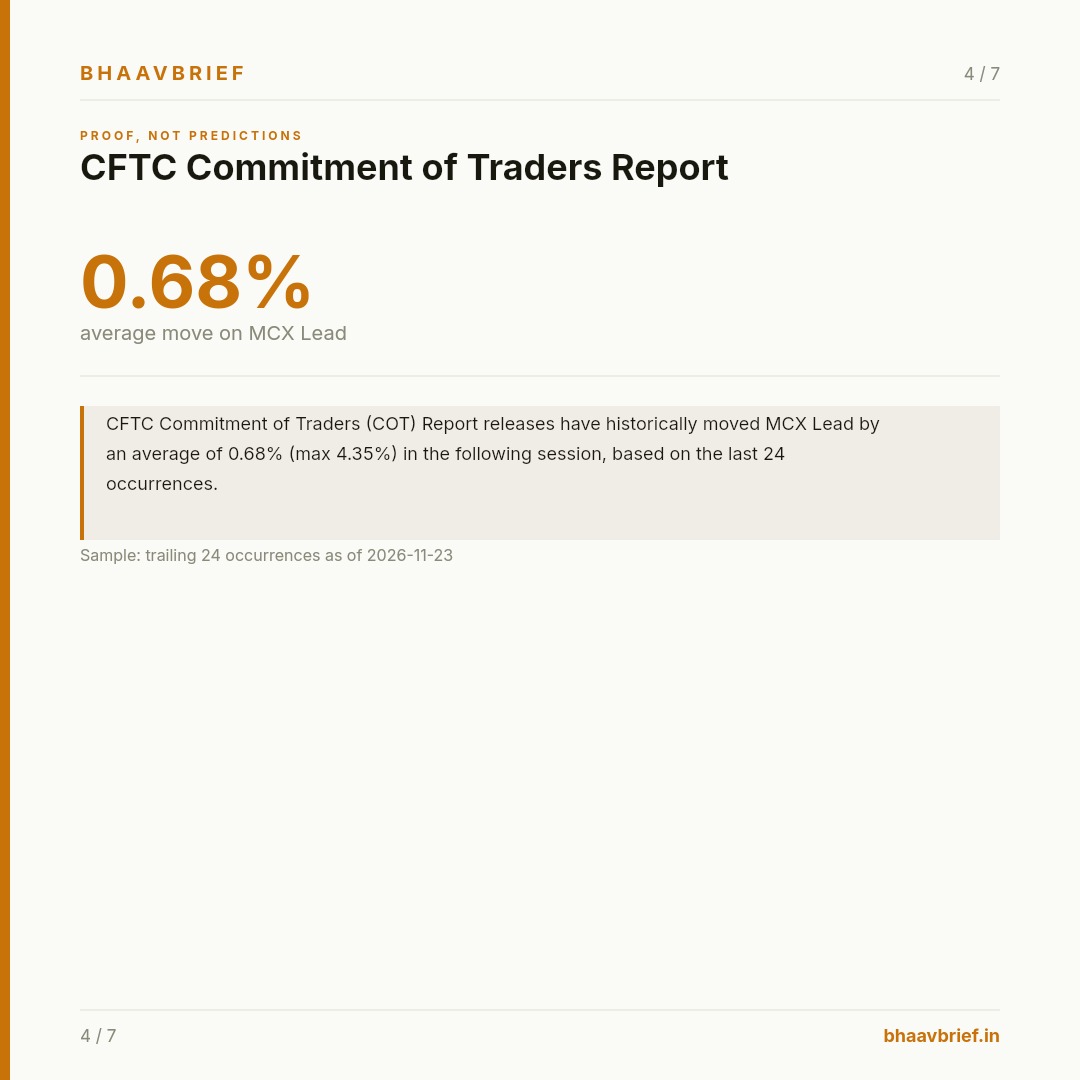 BHAAVBRIEF
4 / 7
PROOF, NOT PREDICTIONS
CFTC Commitment of Traders Report
0.68%
average move on MCX Lead
CFTC Commitment of Traders (COT) Report releases have historically moved MCX Lead by
an average of 0.68% (max 4.35%) in the following session, based on the last 24
occurrences.
Sample: trailing 24 occurrences as of 2026-11-23
4 / 7
bhaavbrief.in